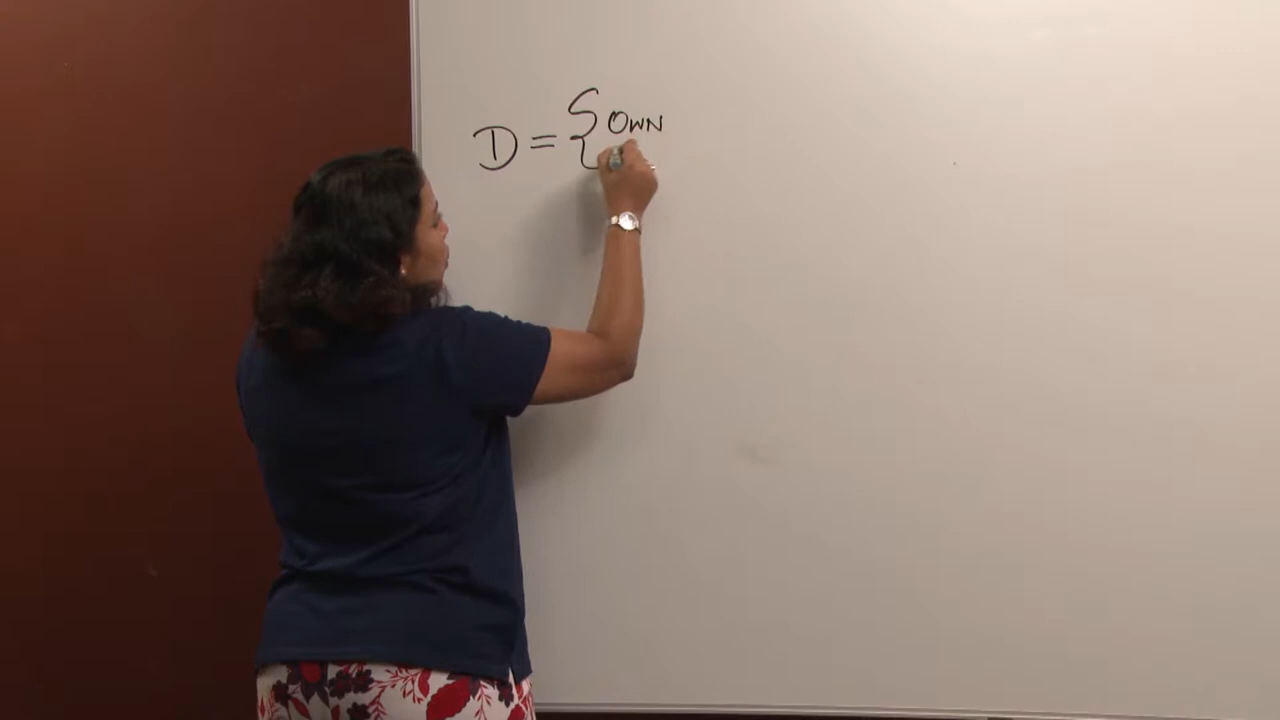 D = { OWN